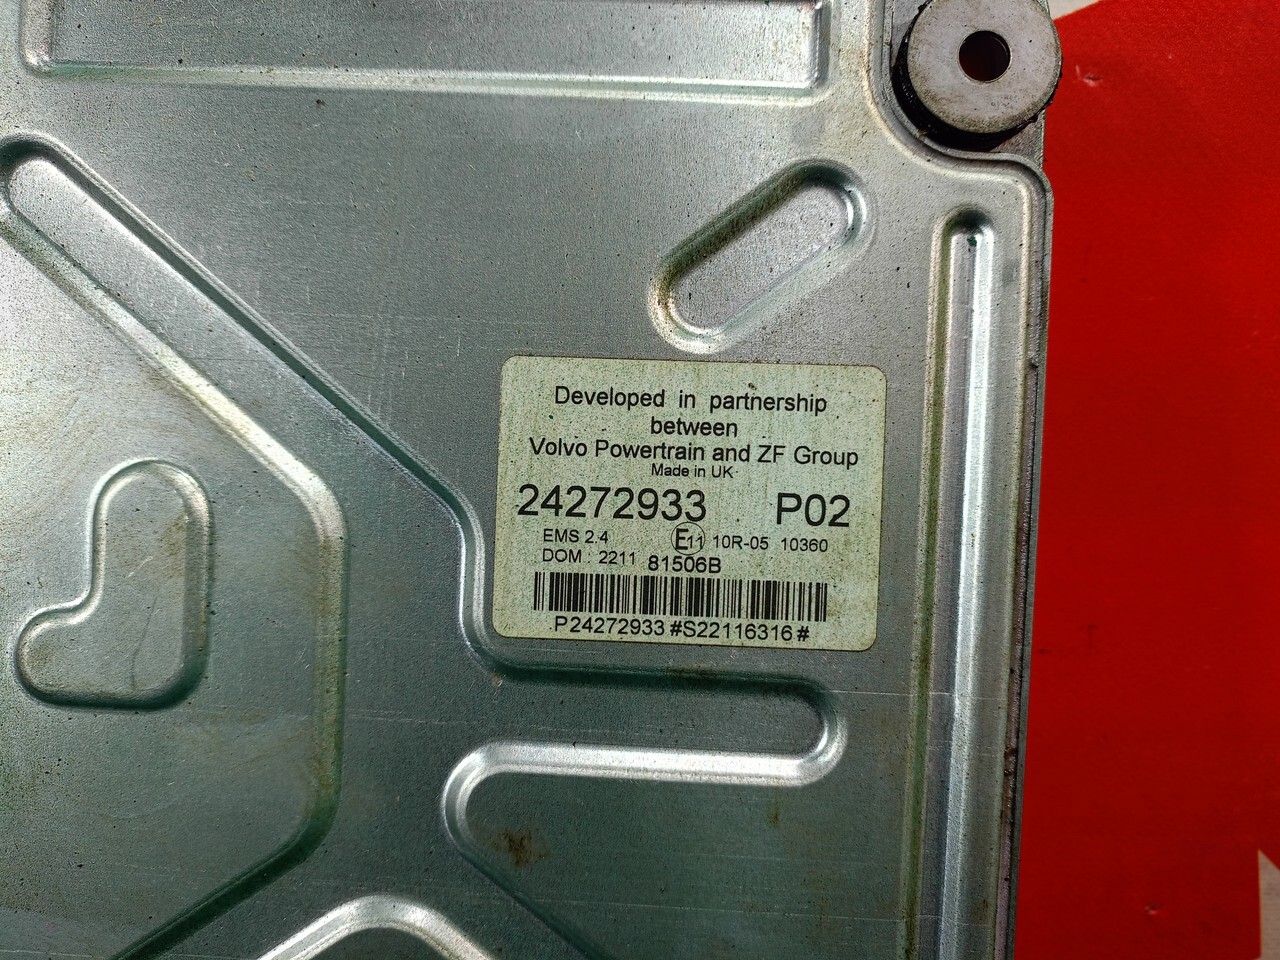 Developed in partnership
between
Volvo Powertrain and ZF Group
Made in UK
24272933 P02
EMS 2.4 E11 10R-05 10360
DOM : 2211 81506B
P24272933#S22116316#